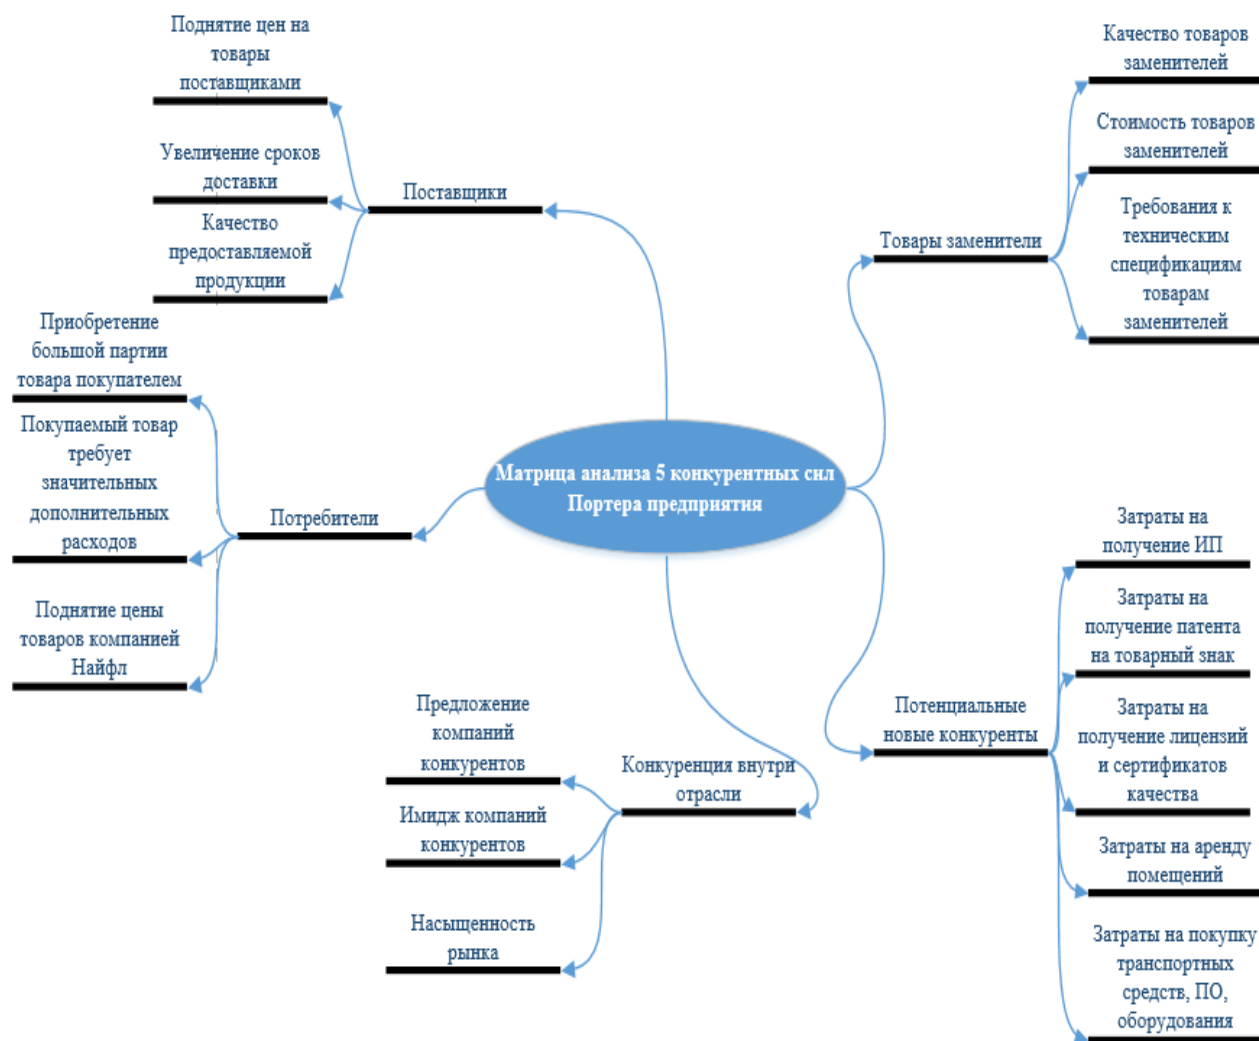 Поднятие цен на
товары
поставщиками
Увеличение сроков
доставки
Качество
предоставляемой
продукции
Поставщики
Приобретение
большой партии
товара покупателем
Покупаемый товар
требует
значительных
дополнительных
расходов
Поднятие цены
товаров компанией
Найфл
Потребители
Матрица анализа 5 конкурентных сил
Портера предприятия
Товары заменители
Качество товаров
заменителей
Стоимость товаров
заменителей
Требования к
техническим
спецификациям
товарам
заменителей
Предложение
компаний
конкурентов
Имидж компаний
конкурентов
Насыщенность
рынка
Конкуренция внутри
отрасли
Потенциальные
новые конкуренты
Затраты на
получение ИП
Затраты на
получение патента
на товарный знак
Затраты на
получение лицензий
и сертификатов
качества
Затраты на аренду
помещений
Затраты на покупку
транспортных
средств, ПО,
оборудования